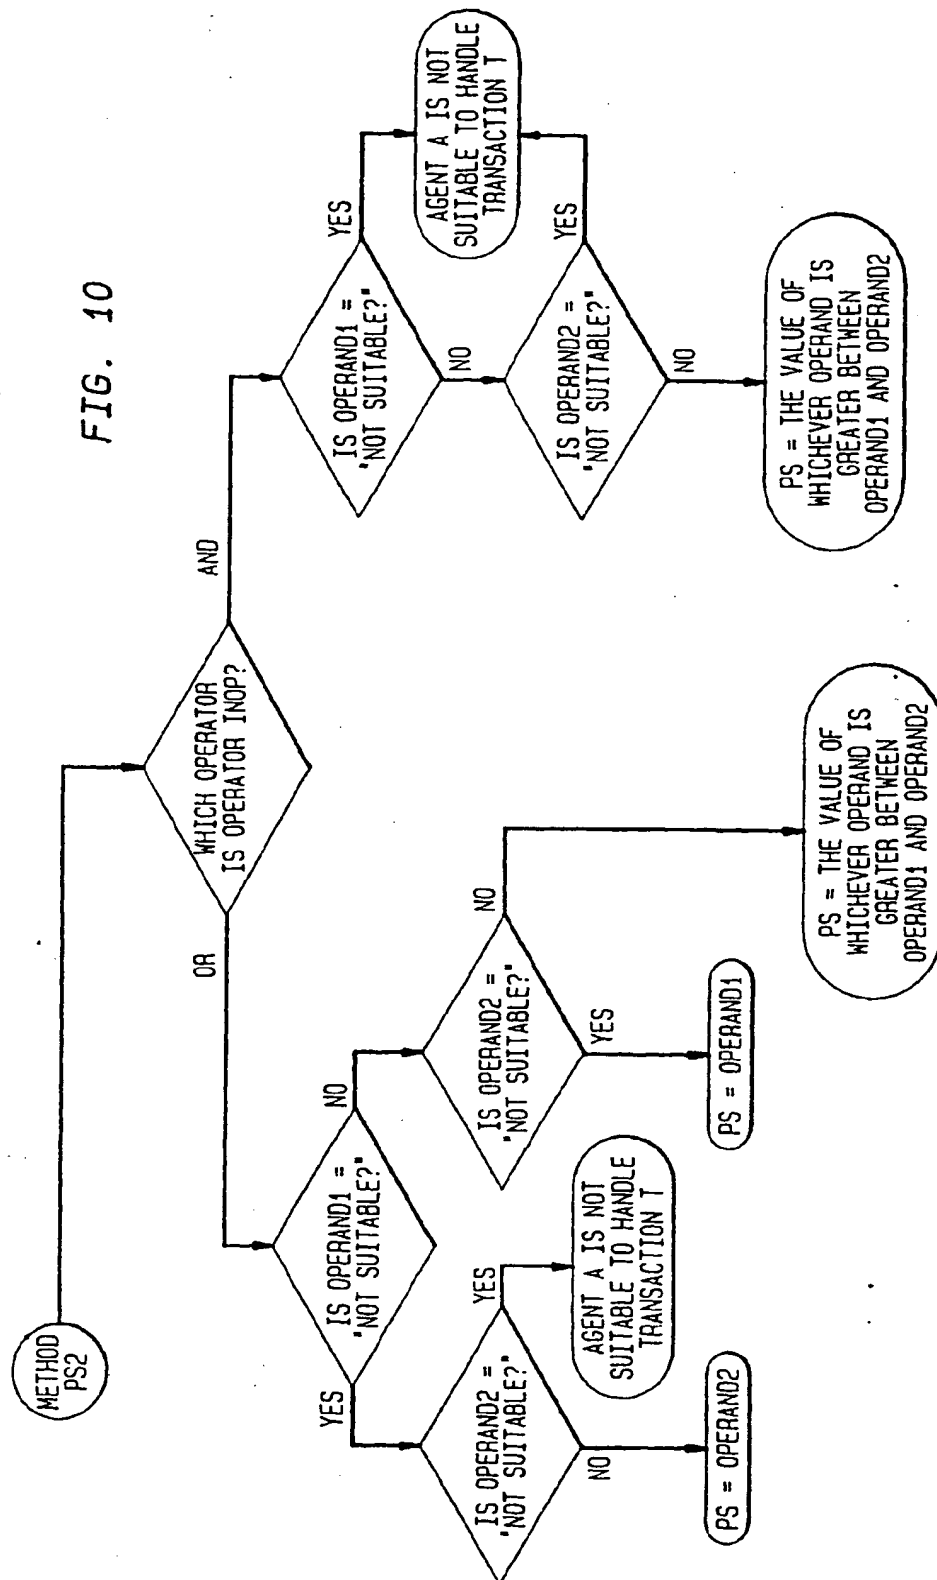 FIG. 10
METHOD
PS2
WHICH OPERATOR
IS OPERATOR INOP?
OR
AND
IS OPERAND1 =
"NOT SUITABLE?"
YES
NO
IS OPERAND2 =
"NOT SUITABLE?"
YES
NO
AGENT A IS NOT
SUITABLE TO HANDLE
TRANSACTION T
PS = OPERAND2
IS OPERAND2 =
"NOT SUITABLE?"
NO
YES
PS = OPERAND1
PS = THE VALUE OF
WHICHEVER OPERAND IS
GREATER BETWEEN
OPERAND1 AND OPERAND2
IS OPERAND1 =
"NOT SUITABLE?"
YES
NO
AGENT A IS NOT
SUITABLE TO HANDLE
TRANSACTION T
IS OPERAND2 =
"NOT SUITABLE?"
YES
NO
PS = THE VALUE OF
WHICHEVER OPERAND IS
GREATER BETWEEN
OPERAND1 AND OPERAND2